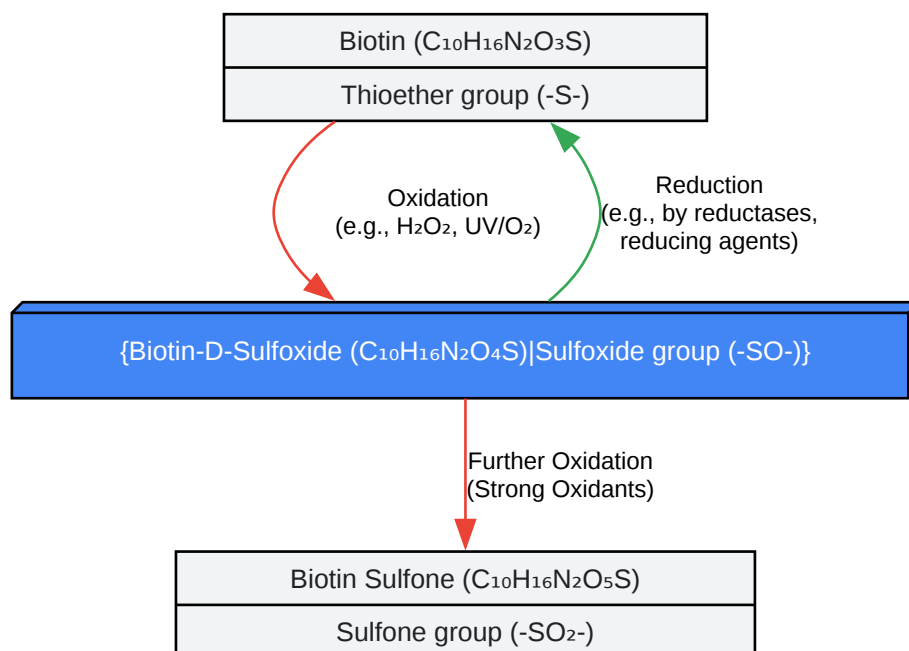 Biotin (C₁₀H₁₆N₂O₃S)
Thioether group (-S-)
Oxidation
(e.g., H₂O₂, UV/O₂)
Reduction
(e.g., by reductases,
reducing agents)
{Biotin-D-Sulfoxide (C₁₀H₁₆N₂O₄S)|Sulfoxide group (-SO-)}
Further Oxidation
(Strong Oxidants)
Biotin Sulfone (C₁₀H₁₆N₂O₅S)
Sulfone group (-SO₂-)